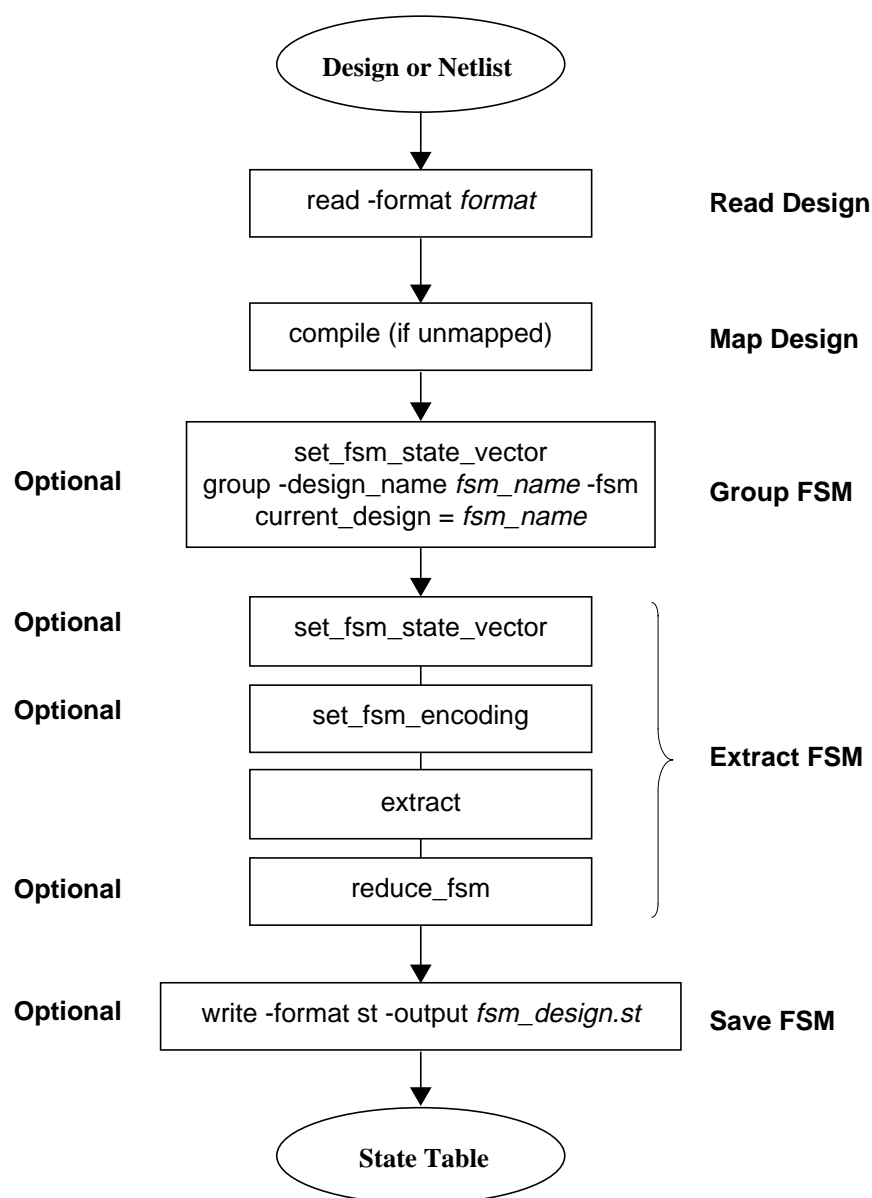 Design or Netlist
read -format format
Read Design
compile (if unmapped)
Map Design
Optional
set_fsm_state_vector
group -design_name fsm_name -fsm
current_design = fsm_name
Group FSM
Optional
set_fsm_state_vector
Optional
set_fsm_encoding
extract
Extract FSM
Optional
reduce_fsm
Optional
write -format st -output fsm_design.st
Save FSM
State Table